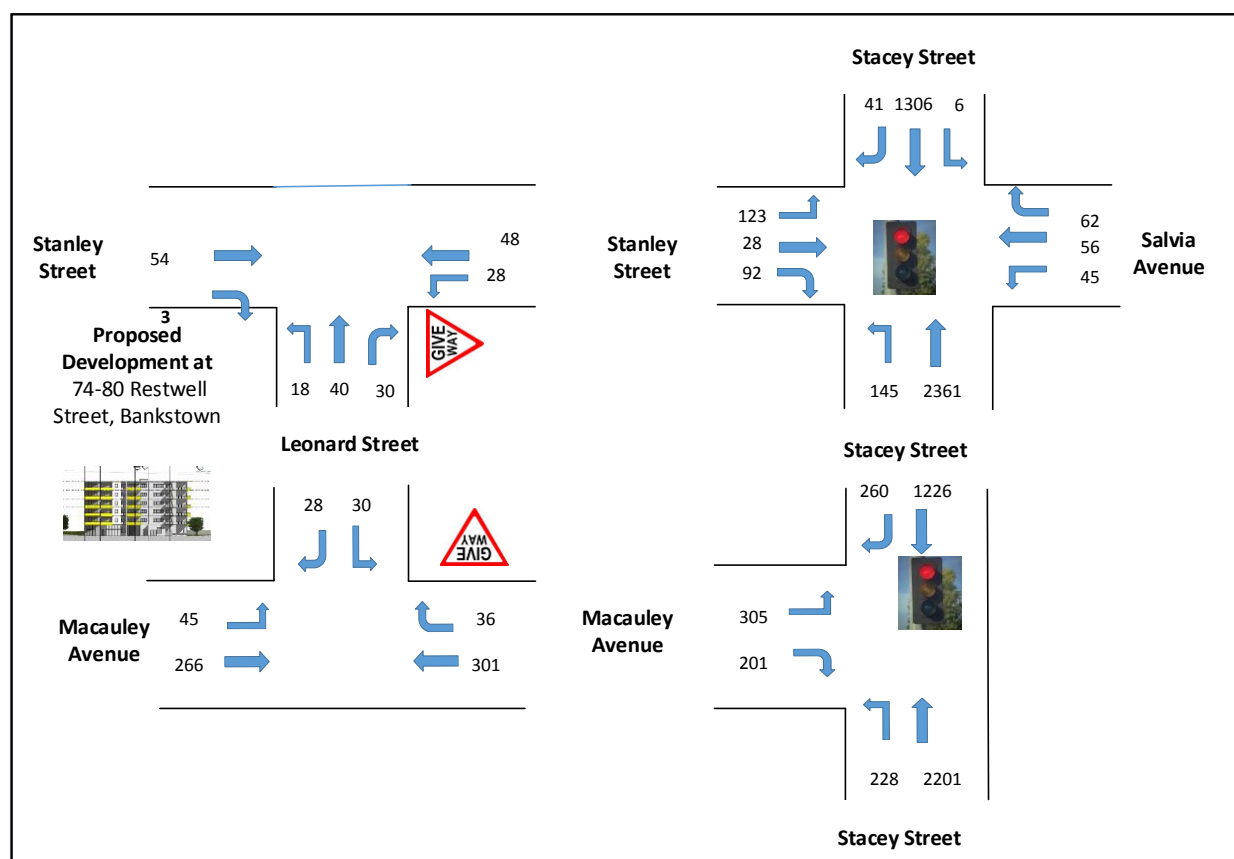 Stacey Street
41 1306 6
Stanley
Street
54
3
48
28
GIVE
WAY
18 40 30
Proposed
Development at
74-80 Restwell
Street, Bankstown
Leonard Street
Stanley
Street
123
28
92
62
56
45
Salvia
Avenue
145 2361
Stacey Street
28 30
GIVE
WAY
Macauley
Avenue
45
266
36
301
260 1226
Macauley
Avenue
305
201
228 2201
Stacey Street